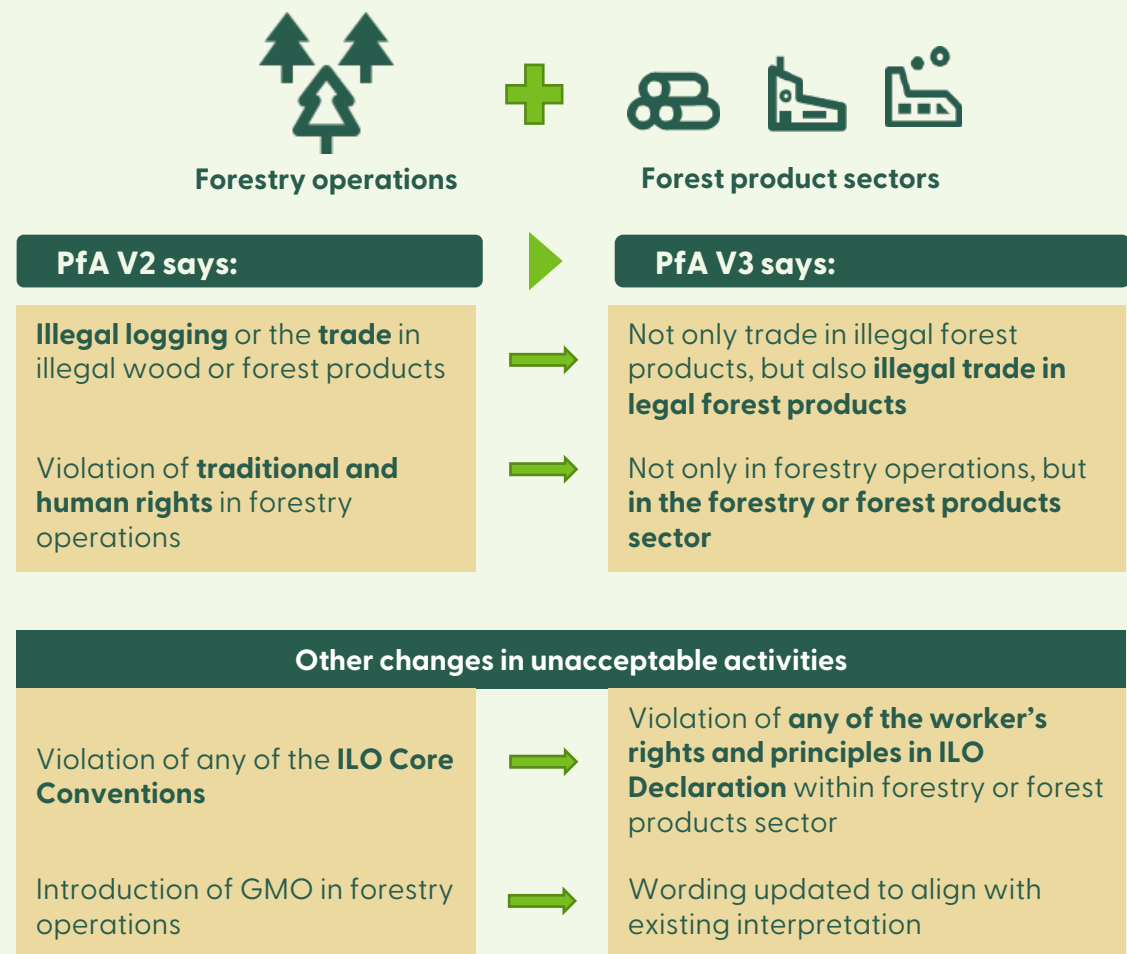 Forestry operations
Forest product sectors
PfA V2 says:
PfA V3 says:
Illegal logging or the trade in
illegal wood or forest products
Not only trade in illegal forest
products, but also illegal trade in
legal forest products
Violation of traditional and
human rights in forestry
operations
Not only in forestry operations, but
in the forestry or forest products
sector
Other changes in unacceptable activities
Violation of any of the ILO Core
Conventions
Violation of any of the worker’s
rights and principles in ILO
Declaration within forestry or forest
products sector
Introduction of GMO in forestry
operations
Wording updated to align with
existing interpretation